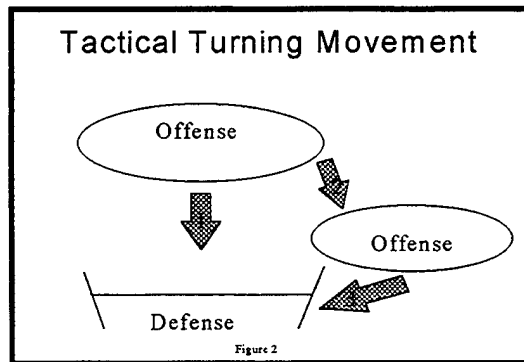 Tactical Turning Movement
Offense
Offense
Defense
Figure 2